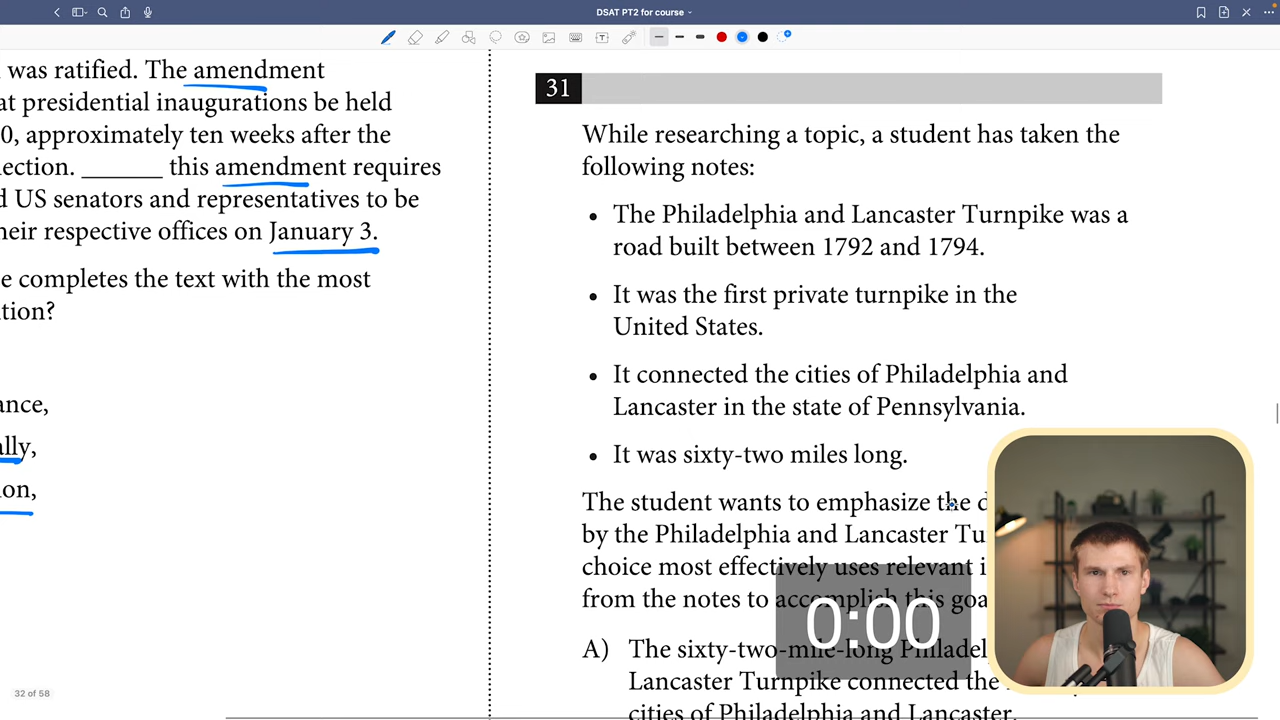 DSAT PT2 for course
was ratified. The amendment
at presidential inaugurations be held
0, approximately ten weeks after the
ection. ______ this amendment requires
d US senators and representatives to be
heir respective offices on January 3.
e completes the text with the most
tion?
ance,
ally,
on,
32 of 58
31
While researching a topic, a student has taken the
following notes:
• The Philadelphia and Lancaster Turnpike was a
road built between 1792 and 1794.
• It was the first private turnpike in the
United States.
• It connected the cities of Philadelphia and
Lancaster in the state of Pennsylvania.
• It was sixty-two miles long.
The student wants to emphasize the d
by the Philadelphia and Lancaster Tu
choice most effectively uses relevant i
from the notes to accomplish this goa
0:00
A) The sixty-two-mile-long Philadel
Lancaster Turnpike connected the
cities of Philadelphia and Lancaster.